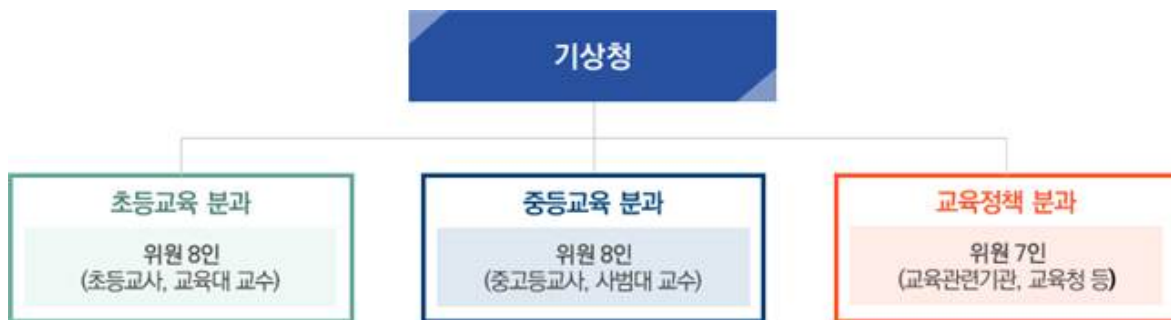 기상청
초등교육 분과
위원 8인
(초등교사, 교육대 교수)
중등교육 분과
위원 8인
(중고등교사, 사범대 교수)
교육정책 분과
위원 7인
(교육관련기관, 교육청 등)